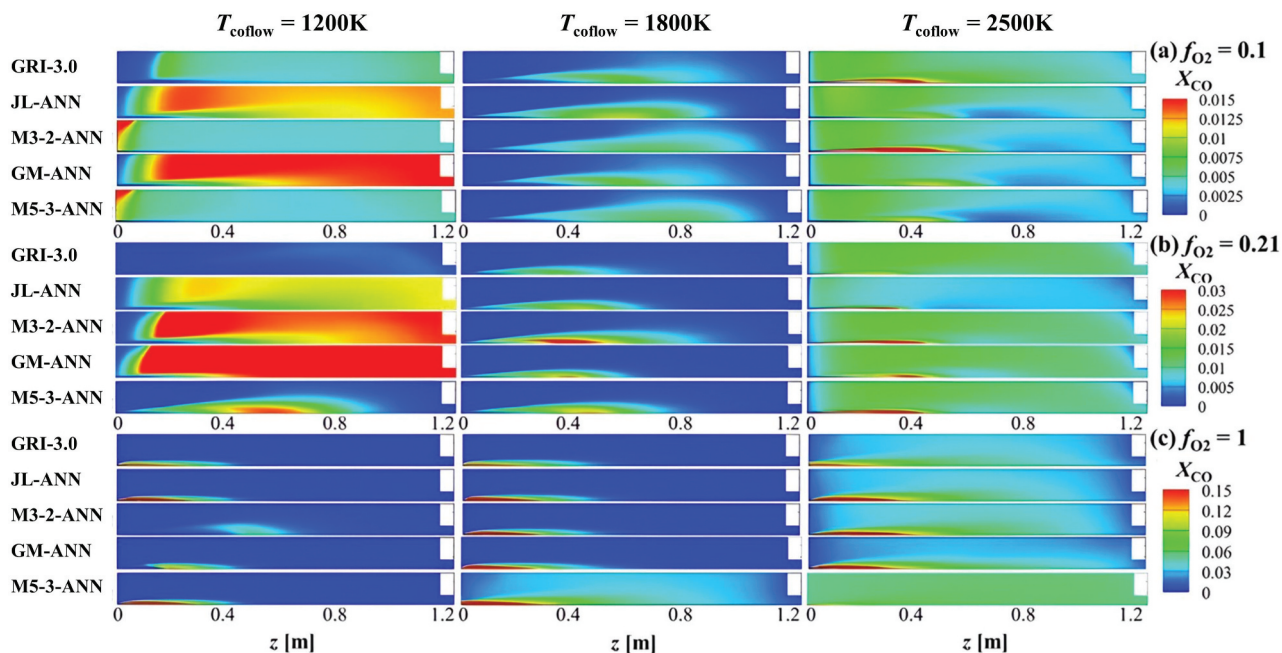 T_coflow = 1200K T_coflow = 1800K T_coflow = 2500K
GRI-3.0
JL-ANN
M3-2-ANN
GM-ANN
M5-3-ANN
(a) f_O2 = 0.1
X_CO
0.015
0.0125
0.01
0.0075
0.005
0.0025
0
0 0.4 0.8 1.2 0 0.4 0.8 1.2 0 0.4 0.8 1.2
GRI-3.0
JL-ANN
M3-2-ANN
GM-ANN
M5-3-ANN
(b) f_O2 = 0.21
X_CO
0.03
0.025
0.02
0.015
0.01
0.005
0
0 0.4 0.8 1.2 0 0.4 0.8 1.2 0 0.4 0.8 1.2
GRI-3.0
JL-ANN
M3-2-ANN
GM-ANN
M5-3-ANN
(c) f_O2 = 1
X_CO
0.15
0.12
0.09
0.06
0.03
0
0 0.4 0.8 1.2 0 0.4 0.8 1.2 0 0.4 0.8 1.2
z [m] z [m] z [m]